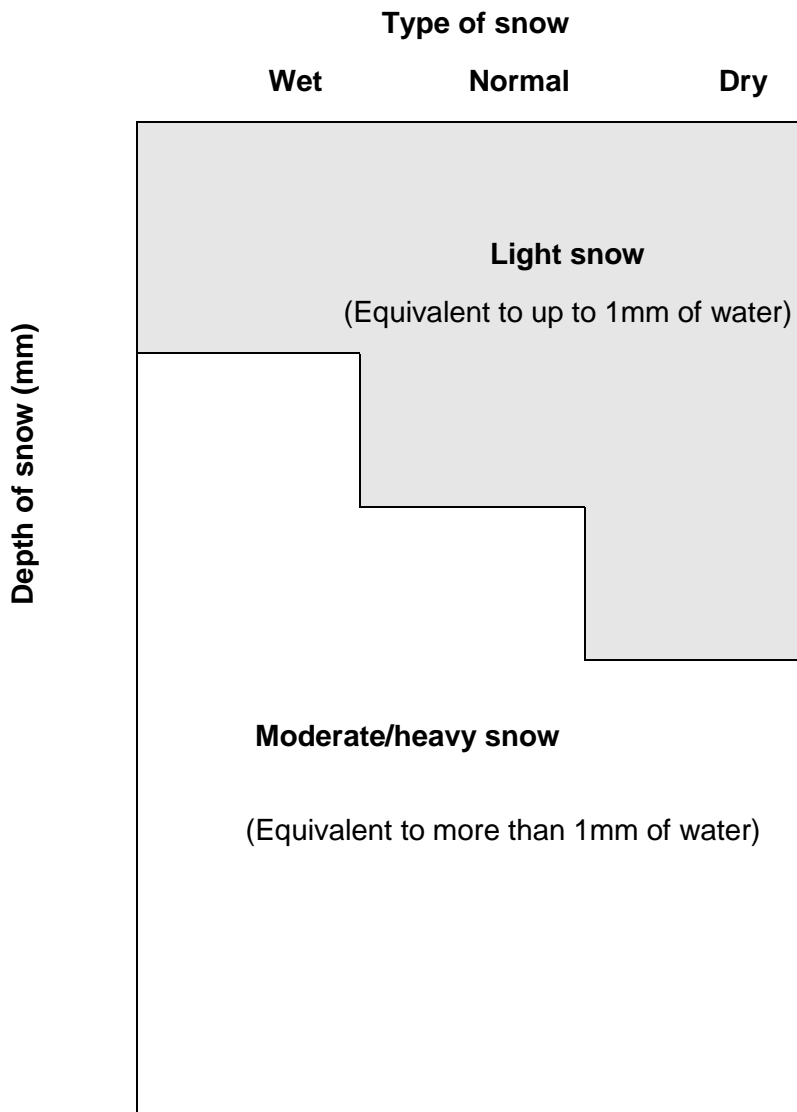 Type of snow
Wet Normal Dry
Depth of snow (mm)
Light snow
(Equivalent to up to 1mm of water)
Moderate/heavy snow
(Equivalent to more than 1mm of water)